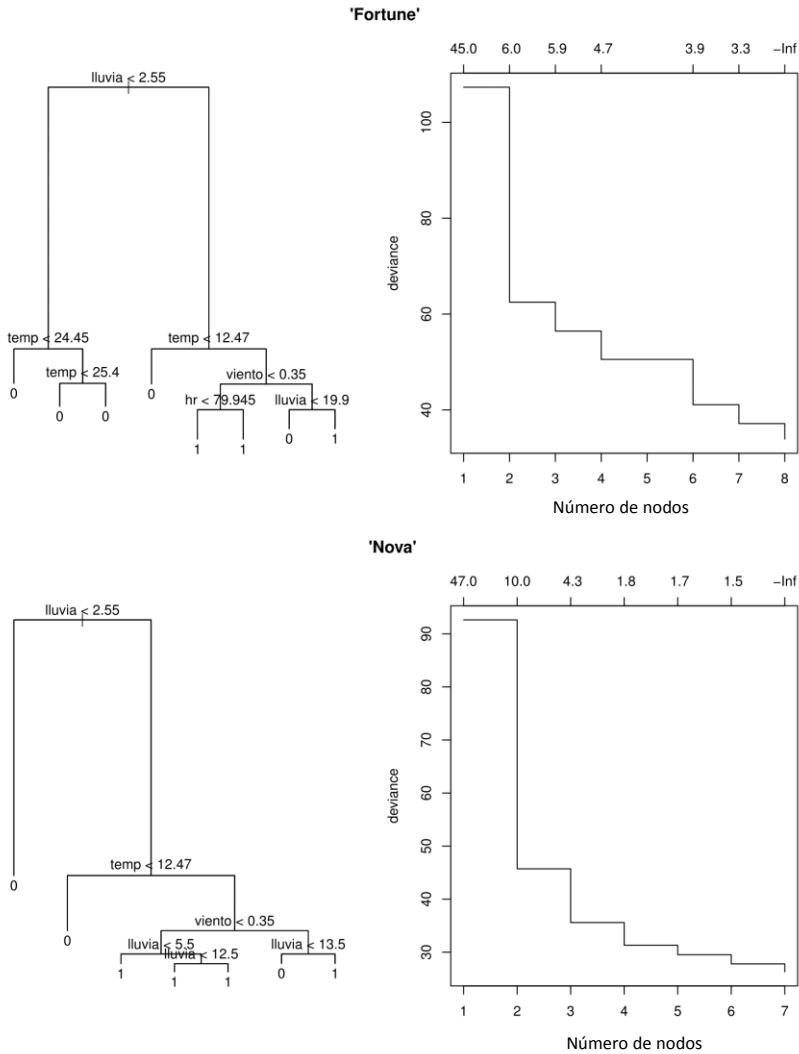 'Fortune'
45.0 6.0 5.9 4.7 3.9 3.3 −Inf
lluvia < 2.55
temp < 24.45
temp < 12.47
temp < 25.4
viento < 0.35
0
0
hr < 79.945
lluvia < 19.9
0 0
0 1
1 1
deviance
100
80
60
40
1 2 3 4 5 6 7 8
Número de nodos
'Nova'
47.0 10.0 4.3 1.8 1.7 1.5 −Inf
lluvia < 2.55
temp < 12.47
0
viento < 0.35
0
lluvia < 5.5
lluvia < 12.5
lluvia < 13.5
1
1 1
0 1
deviance
90
80
70
60
50
40
30
1 2 3 4 5 6 7
Número de nodos